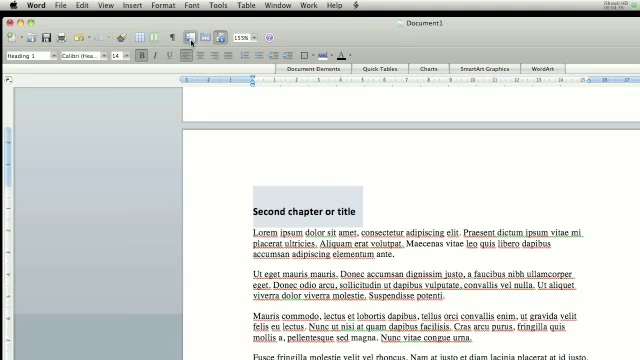 Word File Edit View Insert Format Font Tools Table Window Work Help
Document1
155%
Heading 1 Calibri (Hea... 14 B I U
Document Elements Quick Tables Charts SmartArt Graphics WordArt
Second chapter or title
Lorem ipsum dolor sit amet, consectetur adipiscing elit. Praesent dictum ipsum vitae mi
placerat ultricies. Aliquam erat volutpat. Maecenas vitae leo quis libero dapibus
accumsan adipiscing elementum ante.
Ut eget mauris mauris. Donec accumsan dignissim justo, a faucibus nibh ullamcorper
eget. Donec odio arcu, sollicitudin ut dapibus vulputate, convallis vel nulla. Ut aliquet
viverra dolor viverra molestie. Suspendisse potenti.
Mauris commodo, lectus et lobortis dapibus, tellus orci convallis enim, ut gravida velit
felis eu lectus. Nunc ut nisi at quam dapibus facilisis. Cras arcu purus, fringilla quis
mollis a, pellentesque sed magna. Nunc vitae congue urna.
Fusce fringilla molestie velit vel pharetra. Nam at justo et diam lacinia placerat at id